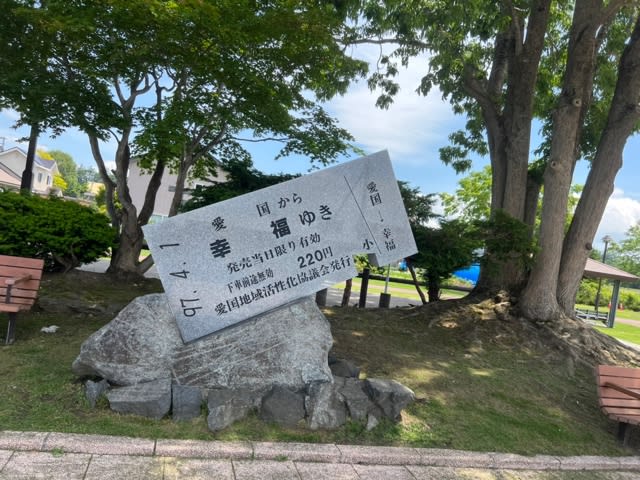 97.4.1
愛国から
幸福ゆき
発売当日限り有効
下車前途無効 220円 小
愛国地域活性化協議会発行
愛国→幸福